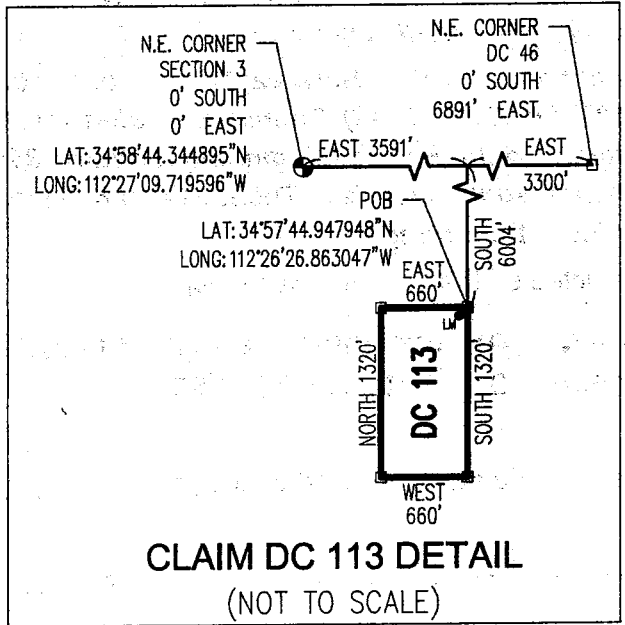 N.E. CORNER
SECTION 3
0' SOUTH
0' EAST
LAT: 34°58'44.344895"N
LONG: 112°27'09.719596"W
N.E. CORNER
DC 46
0' SOUTH
6891' EAST
EAST 3591'
EAST
3300'
POB
LAT: 34°57'44.947948"N
LONG: 112°26'26.863047"W
SOUTH
6004'
EAST
660'
LM
NORTH 1320'
DC 113
SOUTH 1320'
WEST
660'
CLAIM DC 113 DETAIL
(NOT TO SCALE)